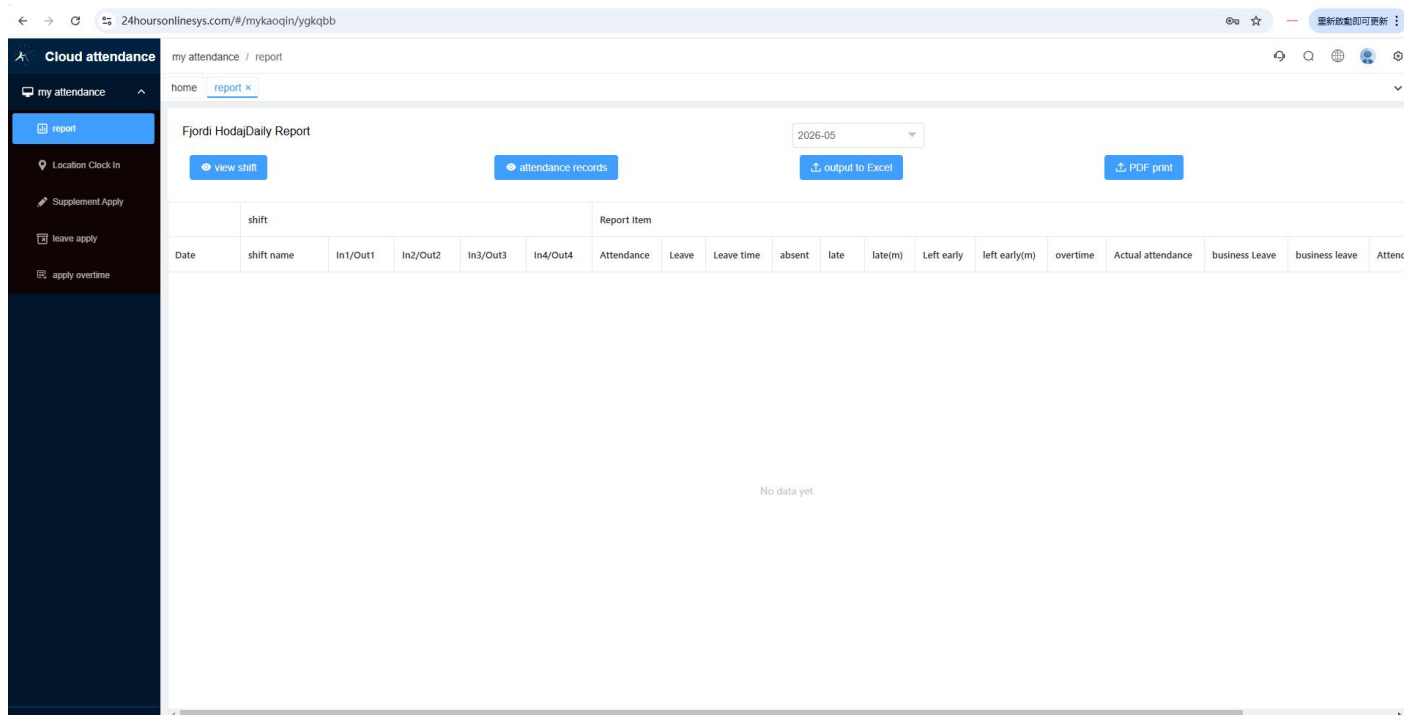 24hoursonlinesys.com/#/mykaoqin/ygkqbb
重新啟動即可更新
Cloud attendance
my attendance / report
my attendance
home report ×
report
Location Clock In
Supplement Apply
leave apply
apply overtime
Fjordi HodajDaily Report
2026-05
view shift attendance records output to Excel PDF print
shift Report Item
Date shift name In1/Out1 In2/Out2 In3/Out3 In4/Out4 Attendance Leave Leave time absent late late(m) Left early left early(m) overtime Actual attendance business Leave business leave Attend
No data yet